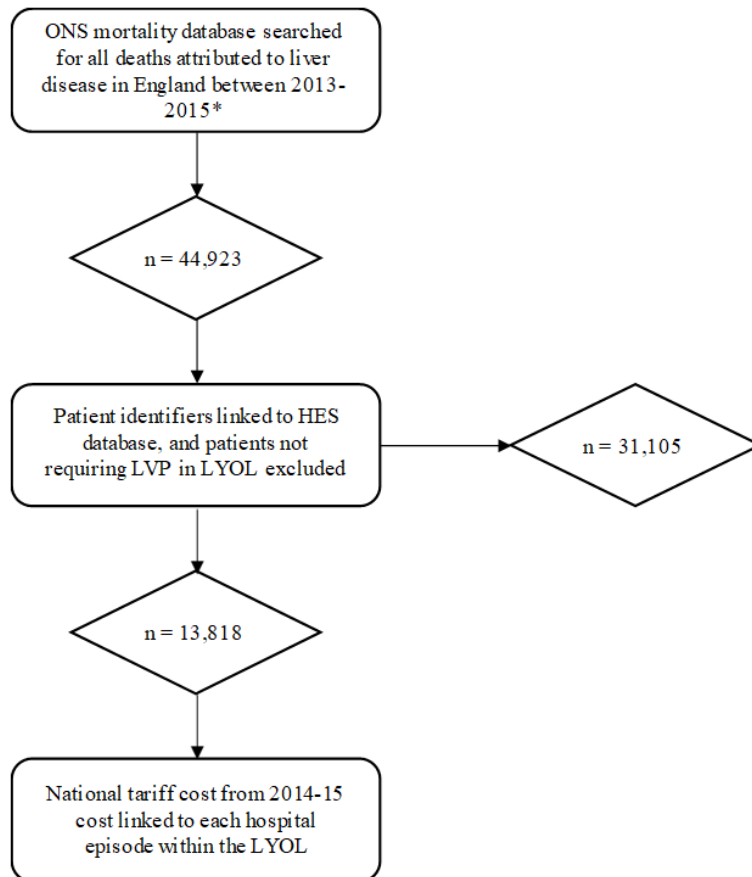 ONS mortality database searched
for all deaths attributed to liver
disease in England between 2013-
2015*
n = 44,923
Patient identifiers linked to HES
database, and patients not
requiring LVP in LYOL excluded
n = 31,105
n = 13,818
National tariff cost from 2014-15
cost linked to each hospital
episode within the LYOL